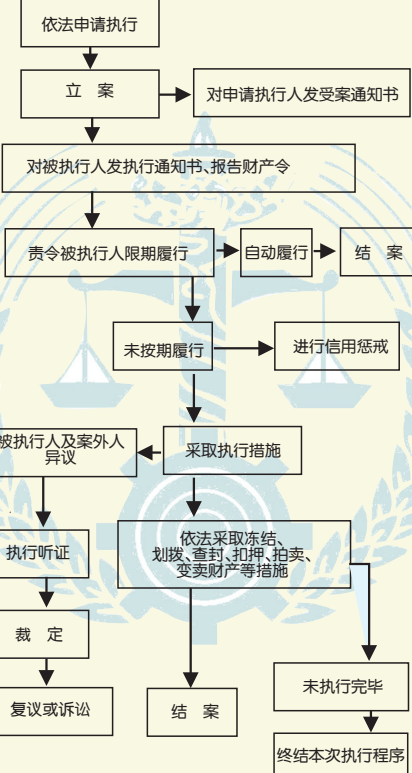 依法申请执行
立 案
对申请执行人发受案通知书
对被执行人发执行通知书、报告财产令
责令被执行人限期履行
自动履行
结 案
未按期履行
进行信用惩戒
被执行人及案外人
异议
采取执行措施
执行听证
依法采取冻结、
划拨、查封、扣押、拍卖、
变卖财产等措施
裁 定
未执行完毕
复议或诉讼
结 案
终结本次执行程序